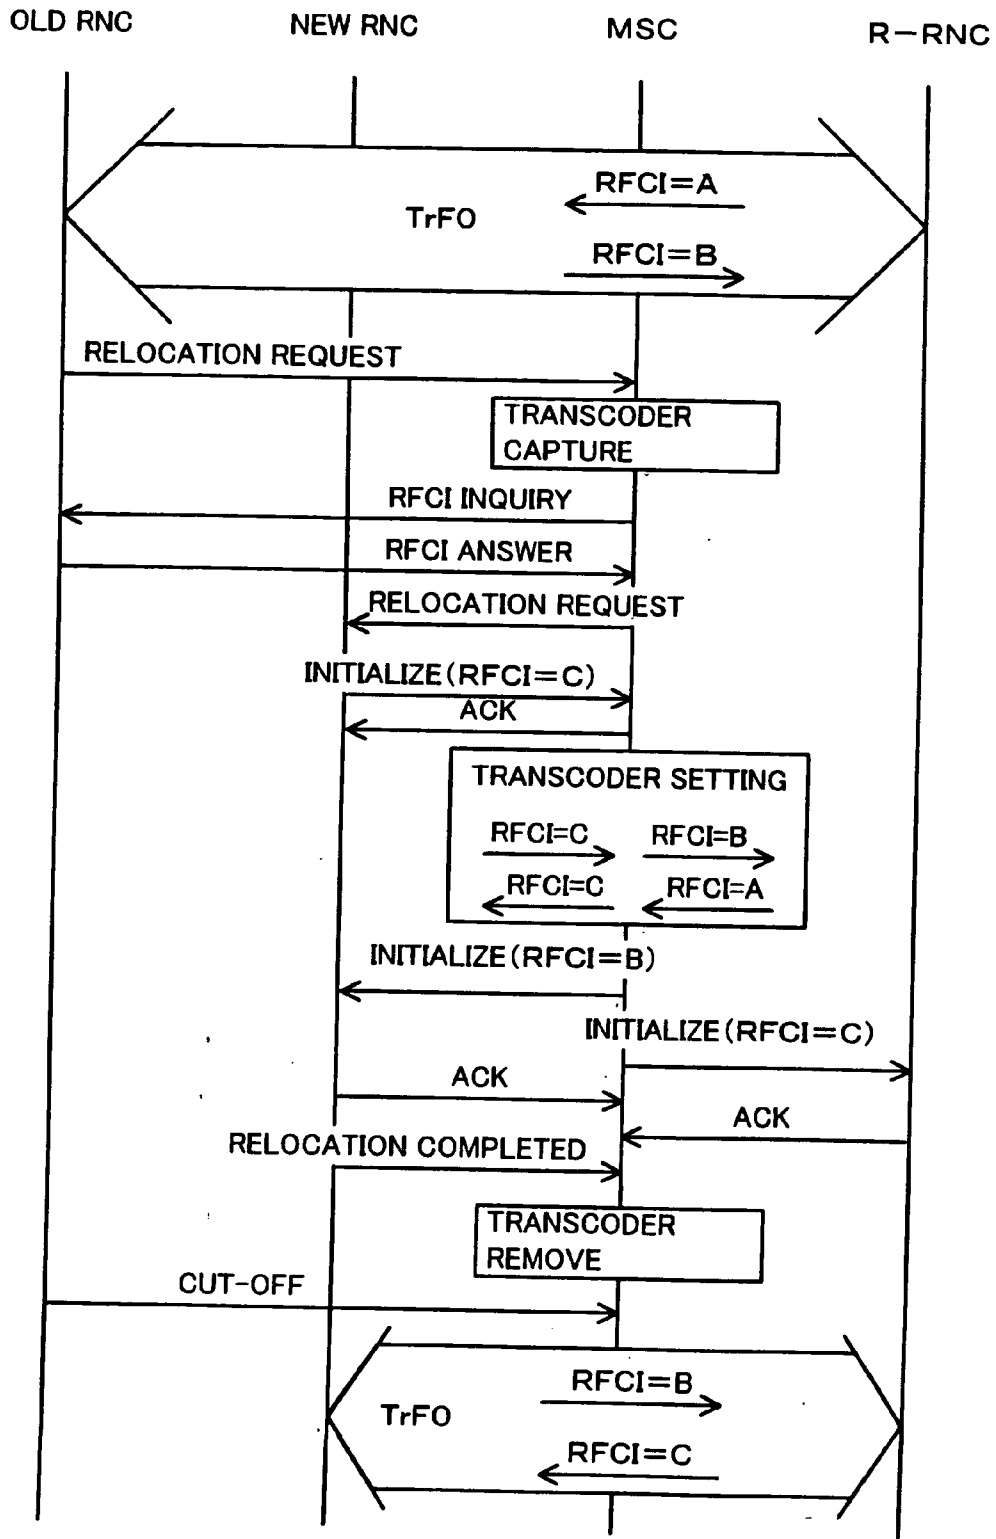 OLD RNC
NEW RNC
MSC
R-RNC
RFCI=A
TrFO
RFCI=B
RELOCATION REQUEST
TRANSCODER
CAPTURE
RFCI INQUIRY
RFCI ANSWER
RELOCATION REQUEST
INITIALIZE(RFCI=C)
ACK
TRANSCODER SETTING
RFCI=C
RFCI=B
RFCI=C
RFCI=A
INITIALIZE(RFCI=B)
INITIALIZE(RFCI=C)
ACK
ACK
RELOCATION COMPLETED
TRANSCODER
REMOVE
CUT-OFF
RFCI=B
TrFO
RFCI=C